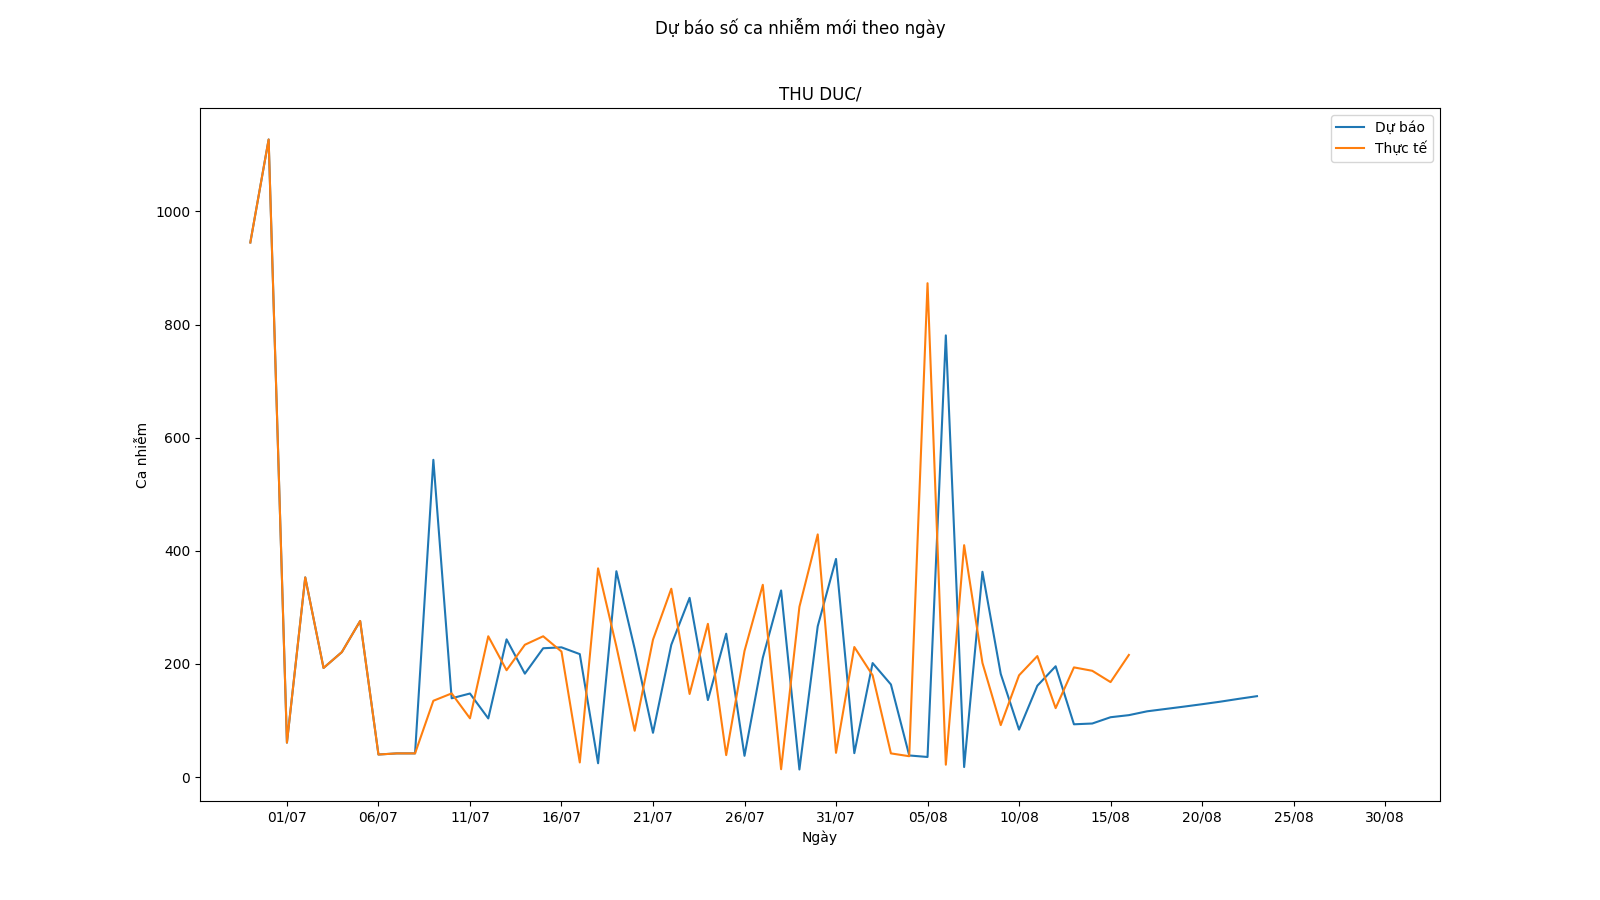 Dự báo số ca nhiễm mới theo ngày
THU DUC/
Dự báo
Thực tế
1000
800
600
400
200
0
Ca nhiễm
01/07 06/07 11/07 16/07 21/07 26/07 31/07 05/08 10/08 15/08 20/08 25/08 30/08
Ngày